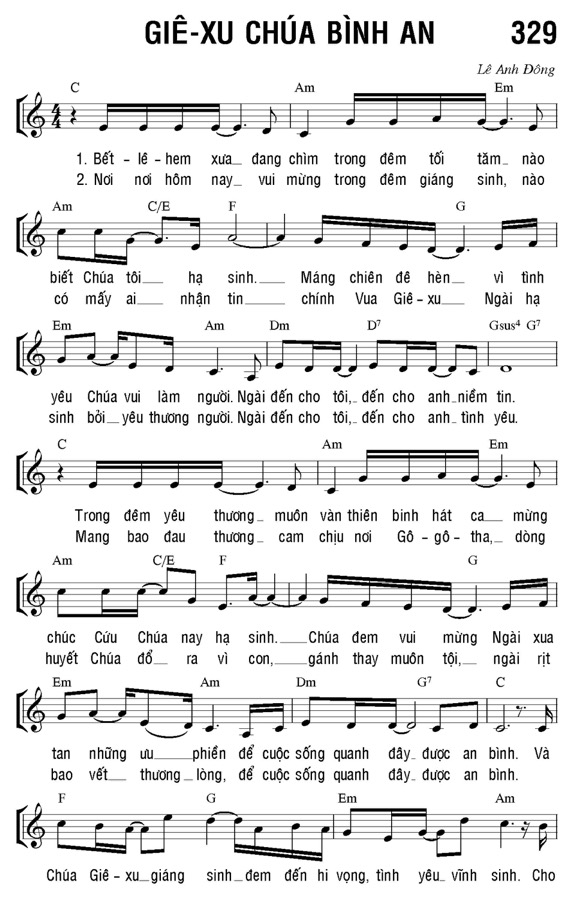 GIÊ-XU CHÚA BÌNH AN 329
Lê Anh Đông
C Am Em
1. Bết - lê - hem xưa đang chìm trong đêm tối tăm nào
2. Nơi nơi hôm nay vui mừng trong đêm giáng sinh, nào
Am C/E F G
biết Chúa tôi hạ sinh. Máng chiên đê hèn vì tình
có mấy ai nhận tin chính Vua Giê-xu Ngài hạ
Em Am Dm D7 Gsus4 G7
yêu Chúa vui làm người. Ngài đến cho tôi, đến cho anh niềm tin.
sinh bởi yêu thương người. Ngài đến cho tôi, đến cho anh tình yêu.
C Am Em
Trong đêm yêu thương muôn vàn thiên binh hát ca mừng
Mang bao đau thương cam chịu nơi Gô-gô-tha, dòng
Am C/E F G
chúc Cứu Chúa nay hạ sinh. Chúa đem vui mừng Ngài xua
huyết Chúa đổ ra vì con, gánh thay muôn tội, ngài rịt
Em Am Dm G7 C
tan những ưu phiền để cuộc sống quanh đây được an bình. Và
bao vết thương lòng, để cuộc sống quanh đây được an bình.
F G Em Am
Chúa Giê-xu giáng sinh đem đến hi vọng, tình yêu vĩnh sinh. Cho